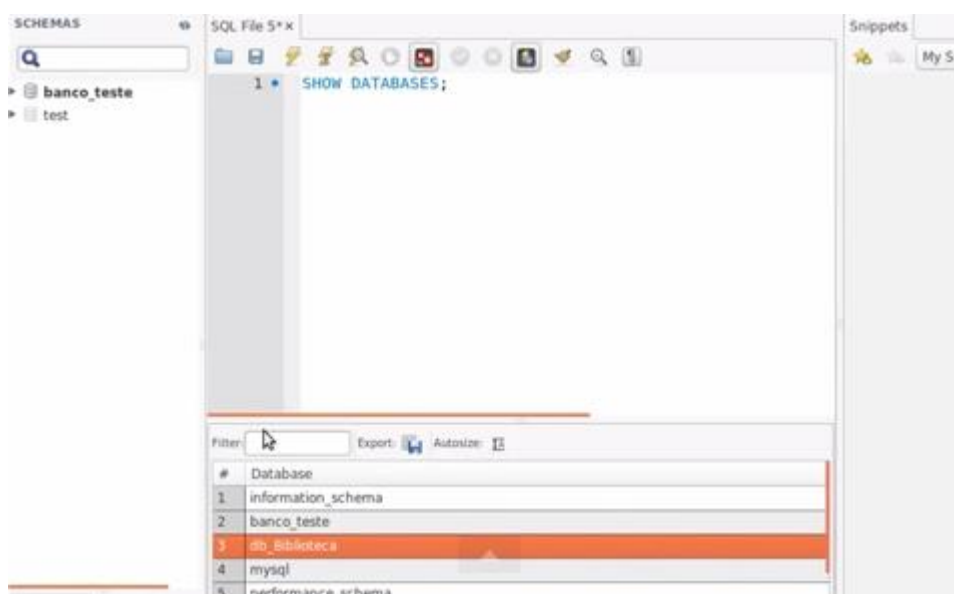 SCHEMAS
SQL File 5* x
Snippets
My S
banco_teste
test
1
SHOW DATABASES;
Filter:
Export:
Autosize:
# Database
1 information_schema
2 banco_teste
3 db_Biblioteca
4 mysql
5 performance_schema